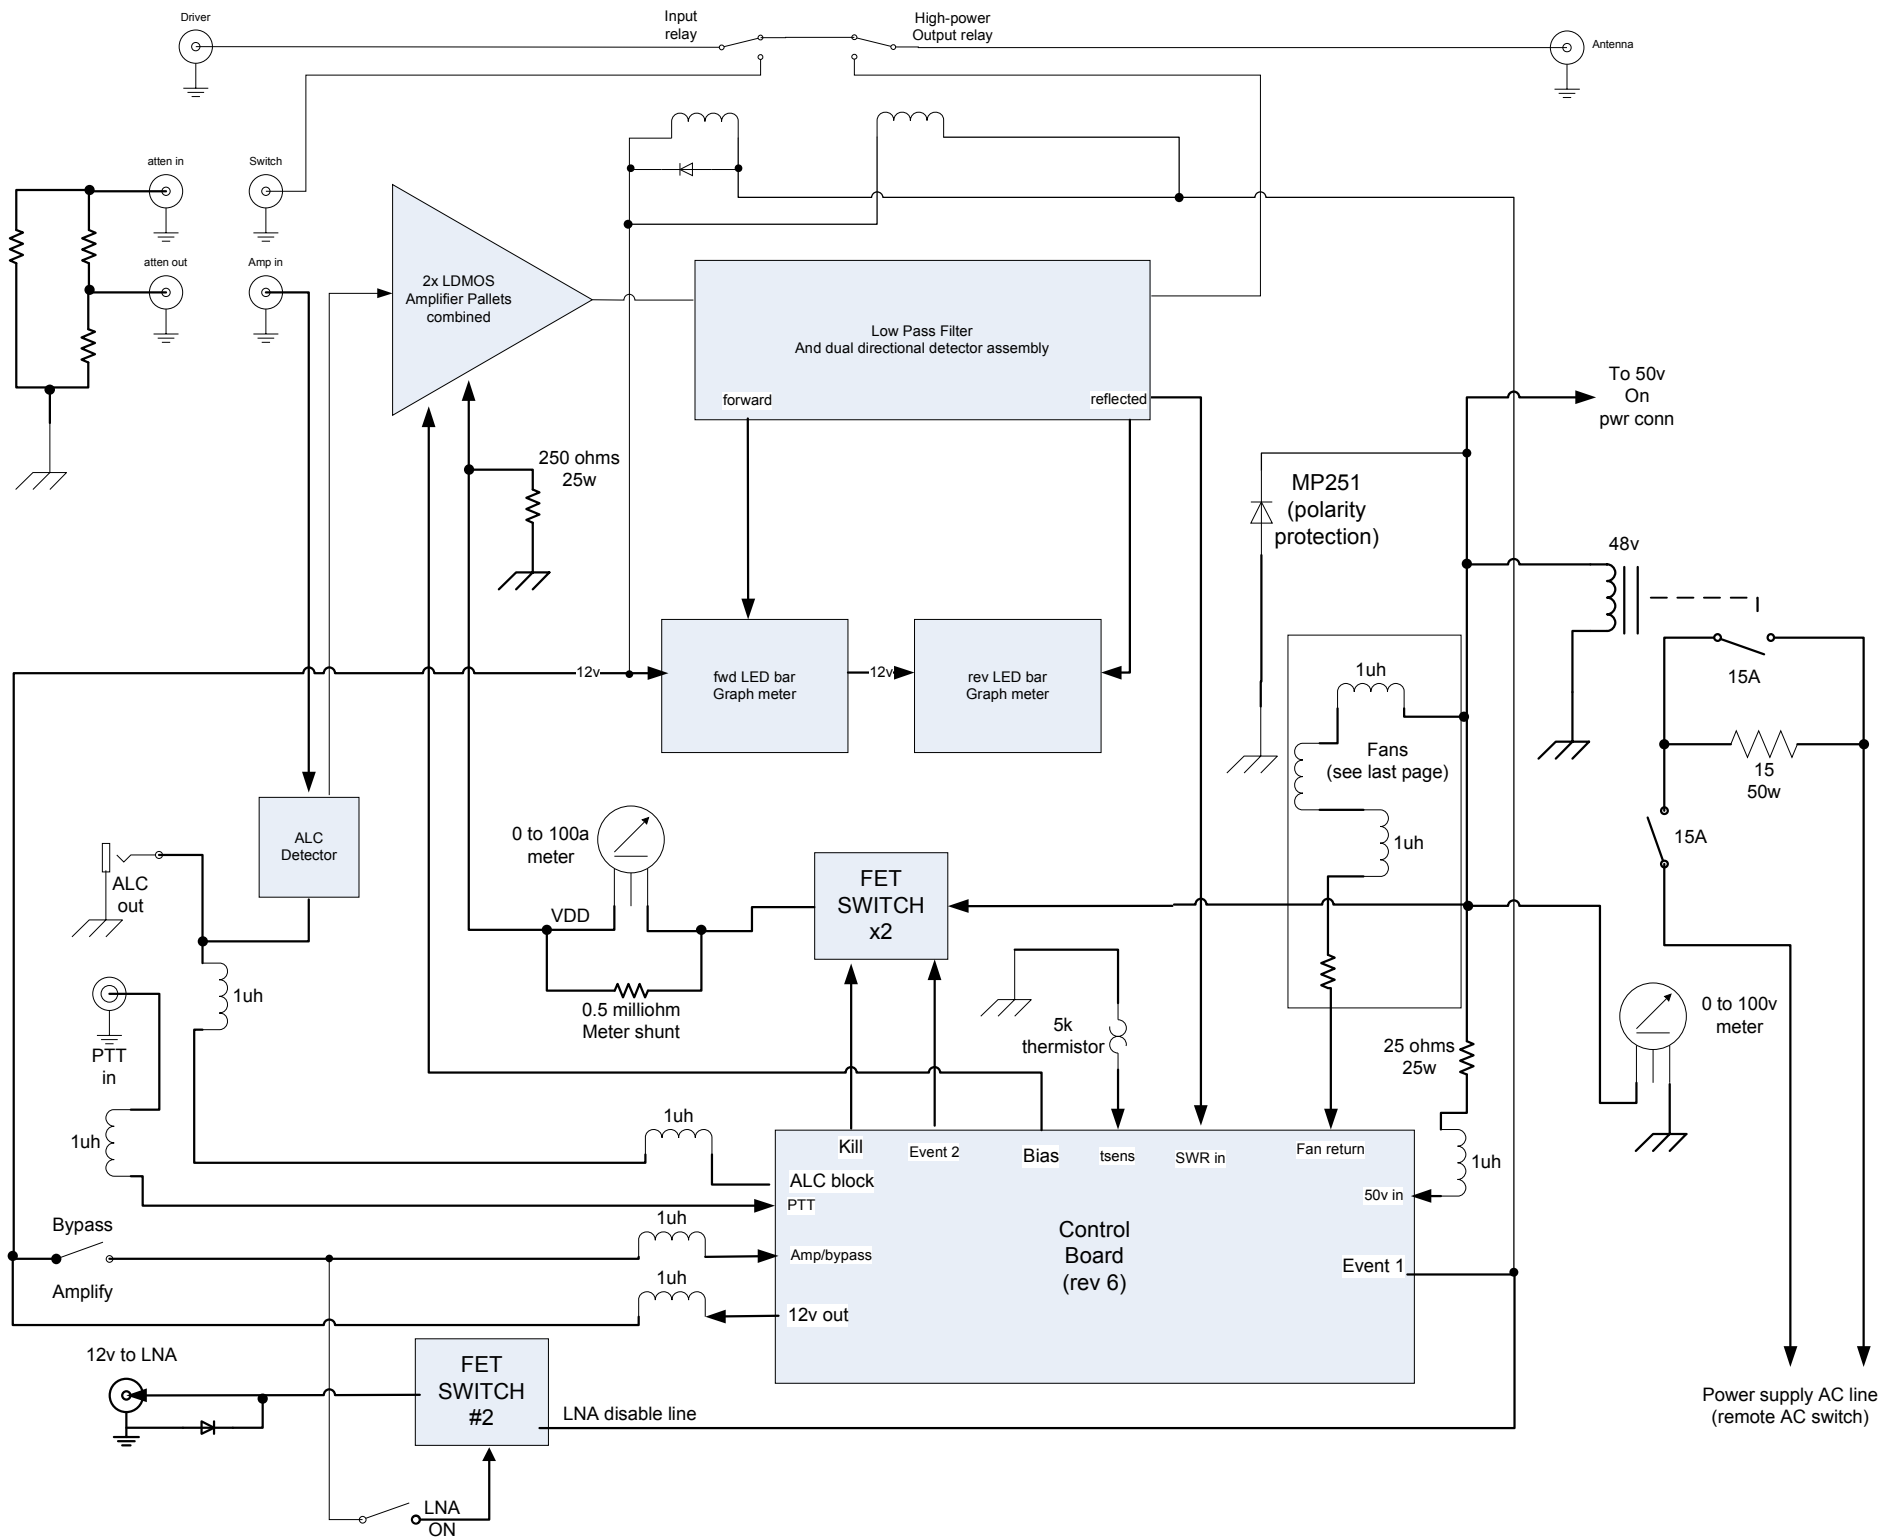 Driver
Input
relay
High-power
Output relay
Antenna
atten in
Switch
atten out
Amp in
2x LDMOS
Amplifier Pallets
combined
Low Pass Filter
And dual directional detector assembly
forward
reflected
To 50v
On
pwr conn
250 ohms
25w
MP251
(polarity
protection)
48v
12v
fwd LED bar
Graph meter
12v
rev LED bar
Graph meter
1uh
15A
Fans
(see last page)
15
50w
1uh
15A
0 to 100a
meter
ALC
Detector
FET
SWITCH
x2
ALC
out
VDD
1uh
0.5 milliohm
Meter shunt
0 to 100v
meter
5k
thermistor
25 ohms
25w
PTT
in
1uh
1uh
Kill
Event 2
Bias
tsens
SWR in
Fan return
1uh
ALC block
PTT
50v in
Bypass
1uh
Control
Board
(rev 6)
Amp/bypass
Event 1
Amplify
1uh
12v out
12v to LNA
FET
SWITCH
#2
LNA disable line
Power supply AC line
(remote AC switch)
LNA
ON